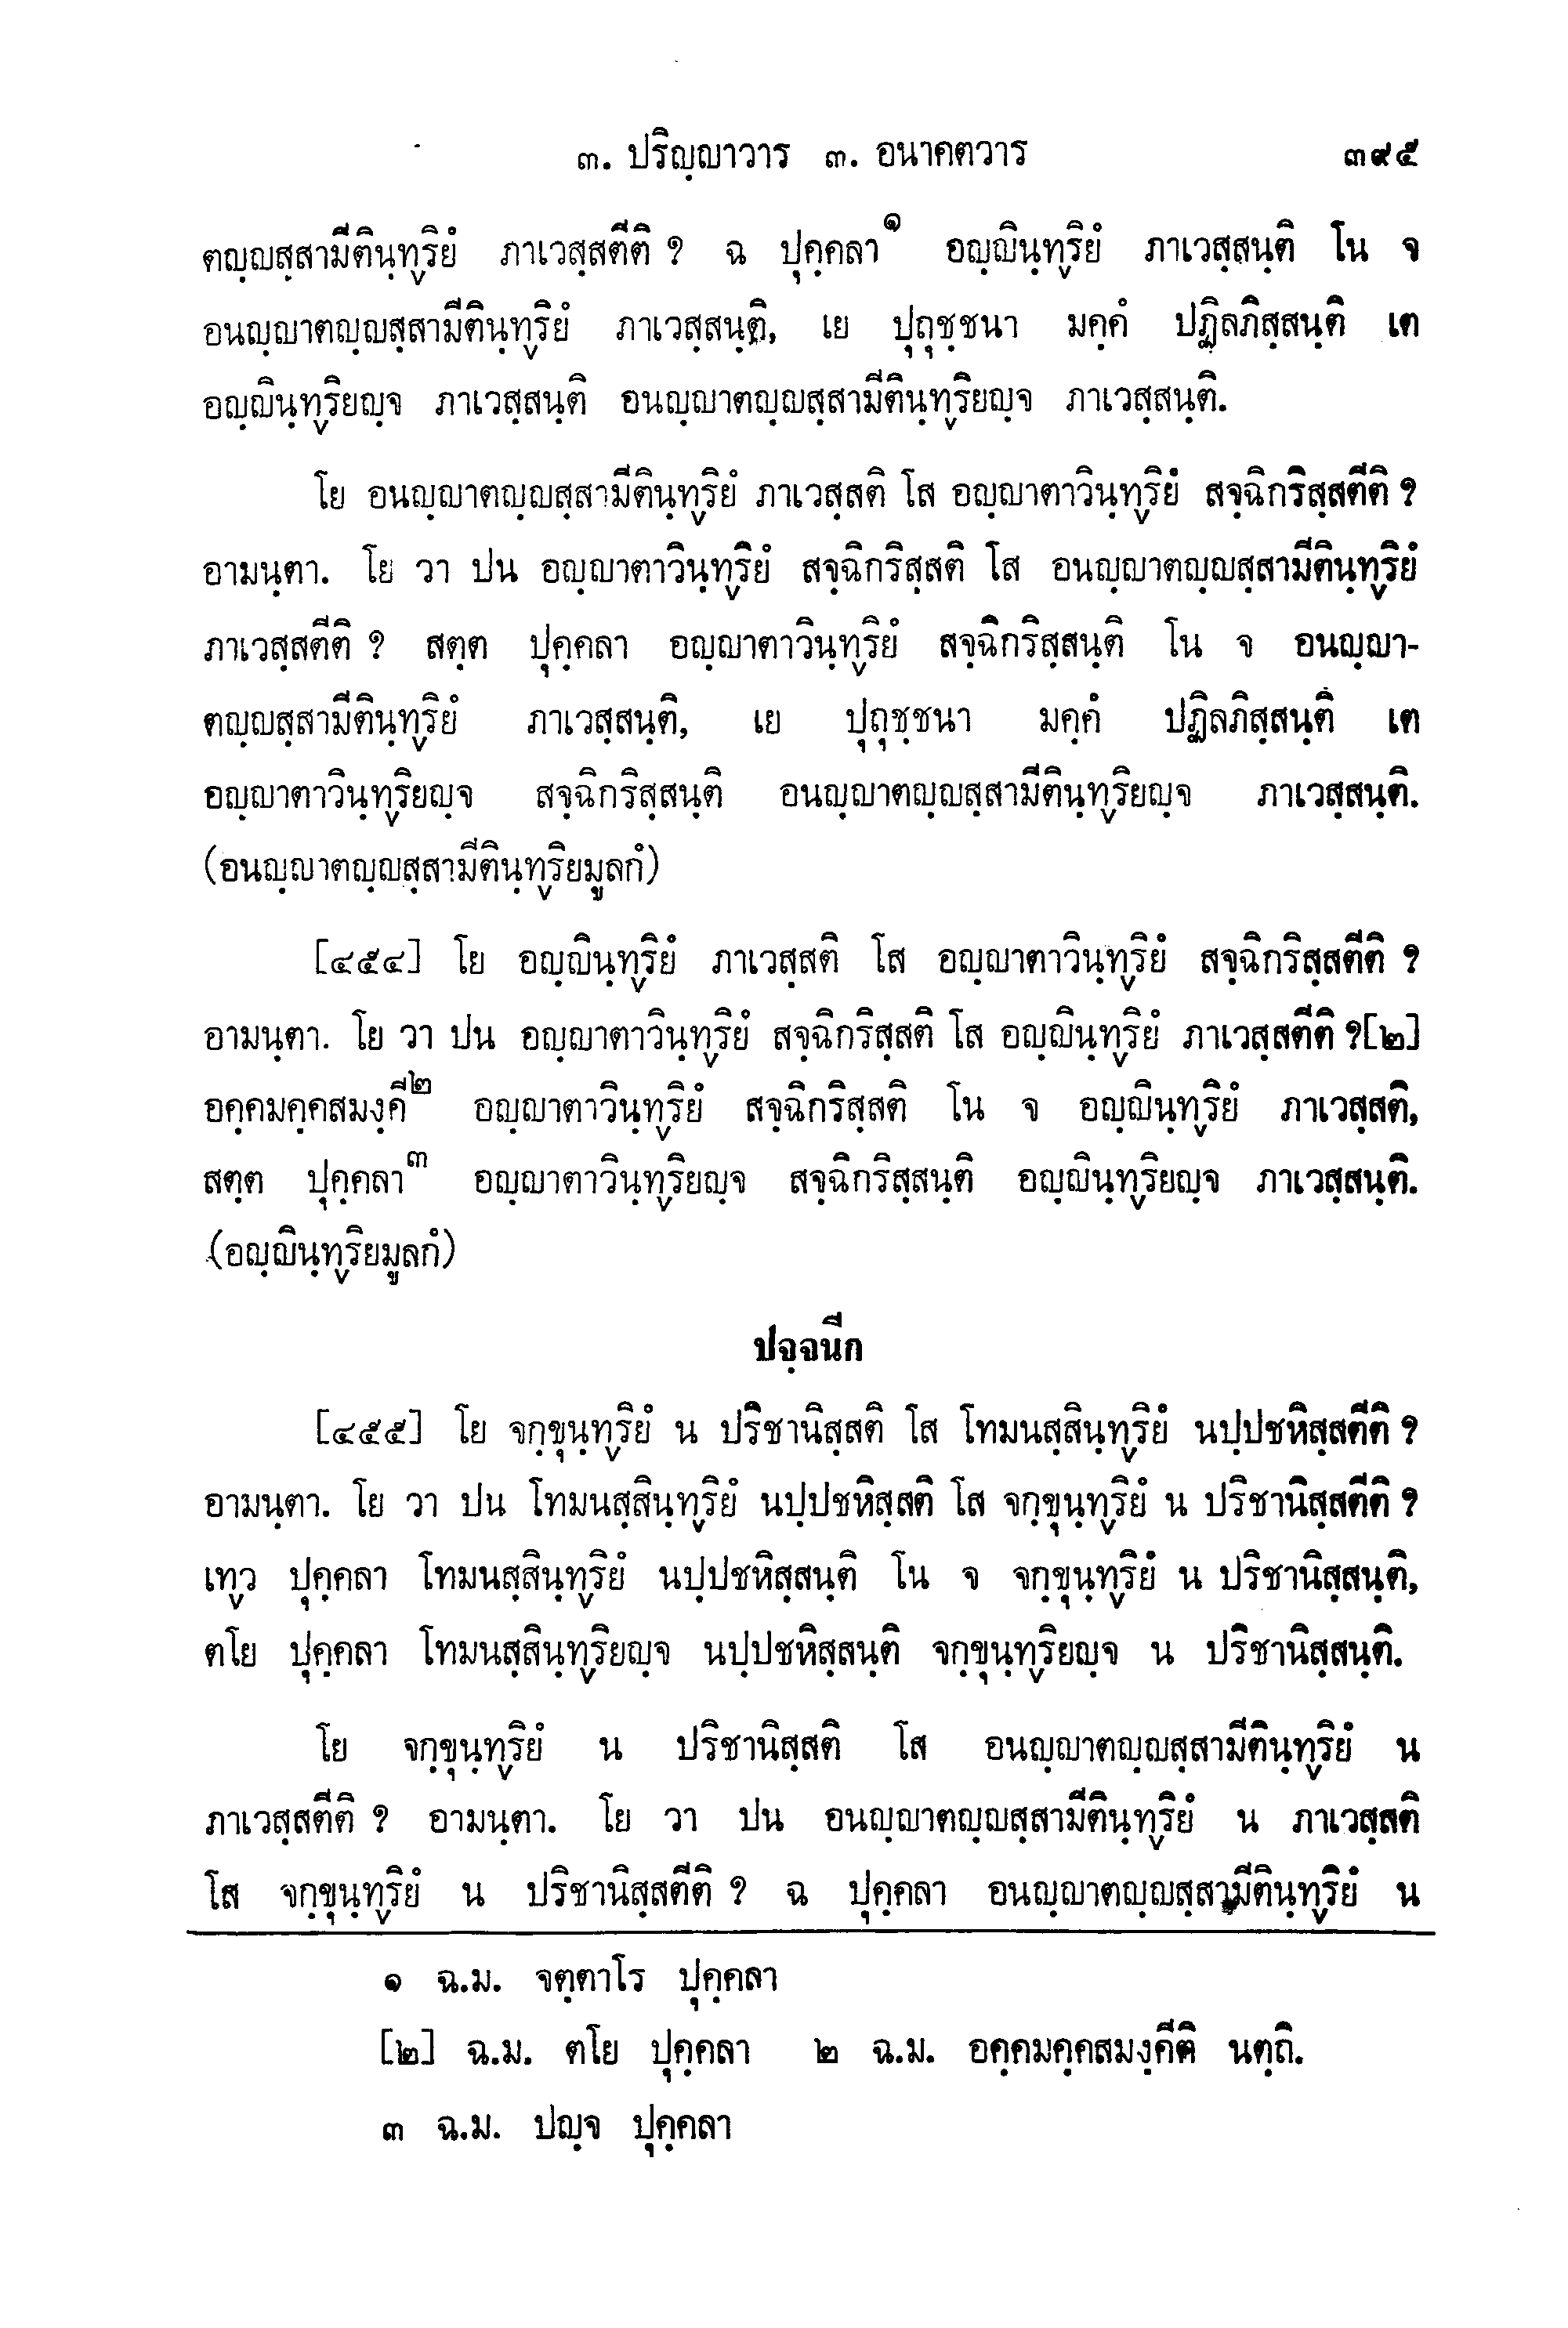 ๓. ปริญฺญาวาร ๓. อนาคตวาร ๓๙๕
ตญฺญสฺสามีตินฺทฺริยํ ภาเวสฺสตีติ ? ฉ ปุคฺคลา๑ อญฺญินฺทฺริยํ ภาเวสฺสนฺติ โน จ
อนญฺญาตญฺญสฺสามีตินฺทฺริยํ ภาเวสฺสนฺติ, เย ปุถุชฺชนา มคฺคํ ปฏิลภิสฺสนฺติ เต
อญฺญินฺทฺริยญฺจ ภาเวสฺสนฺติ อนญฺญาตญฺญสฺสามีตินฺทฺริยญฺจ ภาเวสฺสนฺติ.
โย อนญฺญาตญฺญสฺสามีตินฺทฺริยํ ภาเวสฺสติ โส อญฺญาตาวินฺทฺริยํ สจฺฉิกริสฺสตีติ ?
อามนฺตา. โย วา ปน อญฺญาตาวินฺทฺริยํ สจฺฉิกริสฺสติ โส อนญฺญาตญฺญสฺสามีตินฺทฺริยํ
ภาเวสฺสตีติ ? สตฺต ปุคฺคลา อญฺญาตาวินฺทฺริยํ สจฺฉิกริสฺสนฺติ โน จ อนญฺญา-
ตญฺญสฺสามีตินฺทฺริยํ ภาเวสฺสนฺติ, เย ปุถุชฺชนา มคฺคํ ปฏิลภิสฺสนฺติ เต
อญฺญาตาวินฺทฺริยญฺจ สจฺฉิกริสฺสนฺติ อนญฺญาตญฺญสฺสามีตินฺทฺริยญฺจ ภาเวสฺสนฺติ.
(อนญฺญาตญฺญสฺสามีตินฺทฺริยมูลกํ)
[๔๕๔] โย อญฺญินฺทฺริยํ ภาเวสฺสติ โส อญฺญาตาวินฺทฺริยํ สจฺฉิกริสฺสตีติ ?
อามนฺตา. โย วา ปน อญฺญาตาวินฺทฺริยํ สจฺฉิกริสฺสติ โส อญฺญินฺทฺริยํ ภาเวสฺสตีติ ?[๒]
อคฺคมคฺคสมงฺคี๒ อญฺญาตาวินฺทฺริยํ สจฺฉิกริสฺสติ โน จ อญฺญินฺทฺริยํ ภาเวสฺสติ,
สตฺต ปุคฺคลา๓ อญฺญาตาวินฺทฺริยญฺจ สจฺฉิกริสฺสนฺติ อญฺญินฺทฺริยญฺจ ภาเวสฺสนฺติ.
(อญฺญินฺทฺริยมูลกํ)
ปจฺจนีก
[๔๕๕] โย จกฺขุนฺทฺริยํ น ปริชานิสฺสติ โส โทมนสฺสินฺทฺริยํ นปฺปชหิสฺสตีติ ?
อามนฺตา. โย วา ปน โทมนสฺสินฺทฺริยํ นปฺปชหิสฺสติ โส จกฺขุนฺทฺริยํ น ปริชานิสฺสตีติ ?
เทฺว ปุคฺคลา โทมนสฺสินฺทฺริยํ นปฺปชหิสฺสนฺติ โน จ จกฺขุนฺทฺริยํ น ปริชานิสฺสนฺติ,
ตโย ปุคฺคลา โทมนสฺสินฺทฺริยญฺจ นปฺปชหิสฺสนฺติ จกฺขุนฺทฺริยญฺจ น ปริชานิสฺสนฺติ.
โย จกฺขุนฺทฺริยํ น ปริชานิสฺสติ โส อนญฺญาตญฺญสฺสามีตินฺทฺริยํ น
ภาเวสฺสตีติ ? อามนฺตา. โย วา ปน อนญฺญาตญฺญสฺสามีตินฺทฺริยํ น ภาเวสฺสติ
โส จกฺขุนฺทฺริยํ น ปริชานิสฺสตีติ ? ฉ ปุคฺคลา อนญฺญาตญฺญสฺสามีตินฺทฺริยํ น
๑ ฉ.ม. จตฺตาโร ปุคฺคลา
[๒] ฉ.ม. ตโย ปุคฺคลา ๒ ฉ.ม. อคฺคมคฺคสมงฺคีติ นตฺถิ.
๓ ฉ.ม. ปญฺจ ปุคฺคลา